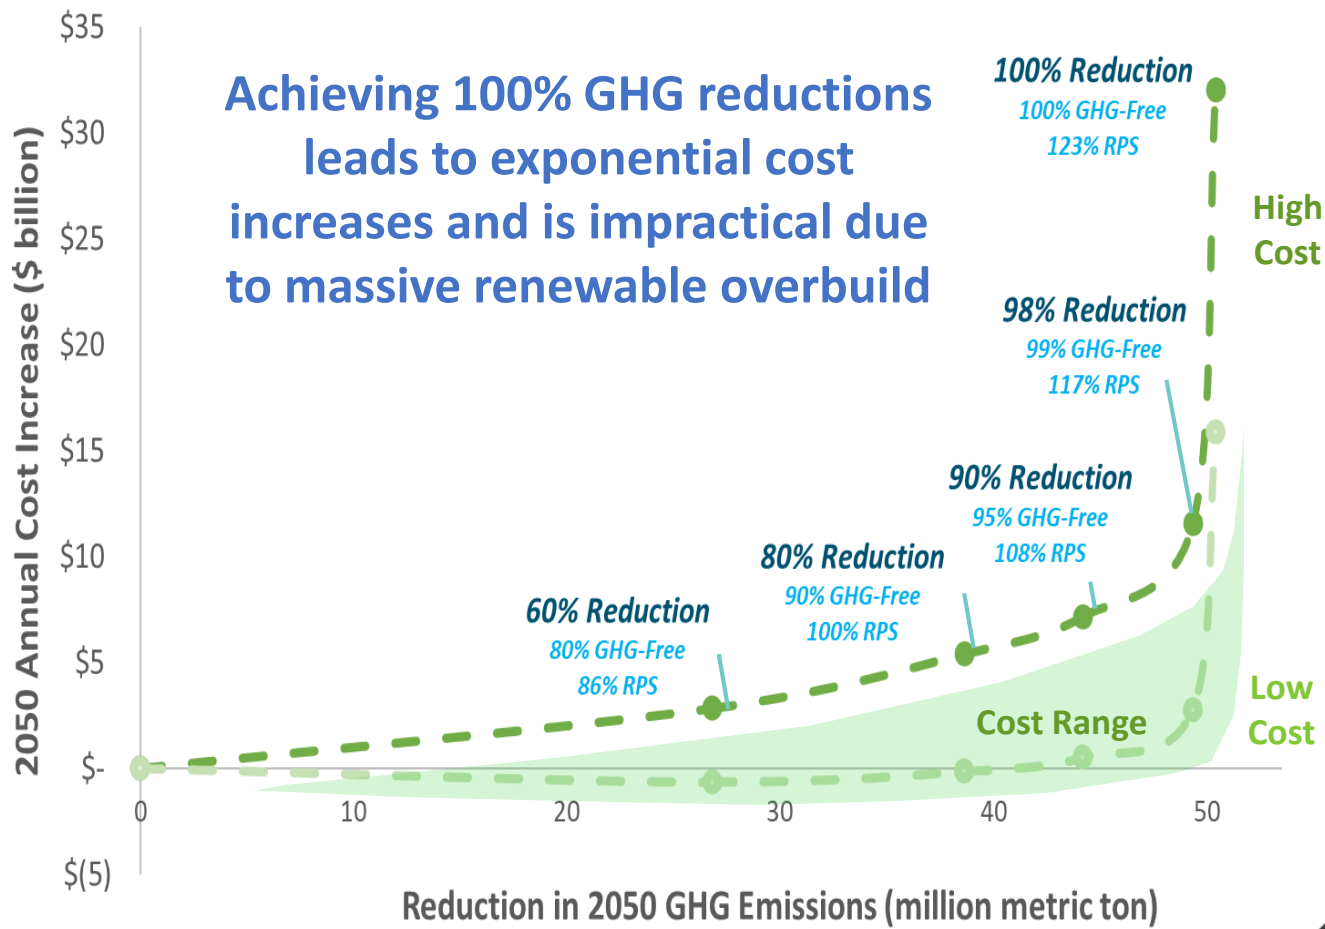 Achieving 100% GHG reductions
leads to exponential cost
increases and is impractical due
to massive renewable overbuild
2050 Annual Cost Increase ($ billion)
$35
$30
$25
$20
$15
$10
$5
$-
$(5)
100% Reduction
100% GHG-Free
123% RPS
High
Cost
98% Reduction
99% GHG-Free
117% RPS
90% Reduction
95% GHG-Free
108% RPS
80% Reduction
90% GHG-Free
100% RPS
60% Reduction
80% GHG-Free
86% RPS
Cost Range
Low
Cost
0
10
20
30
40
50
Reduction in 2050 GHG Emissions (million metric ton)